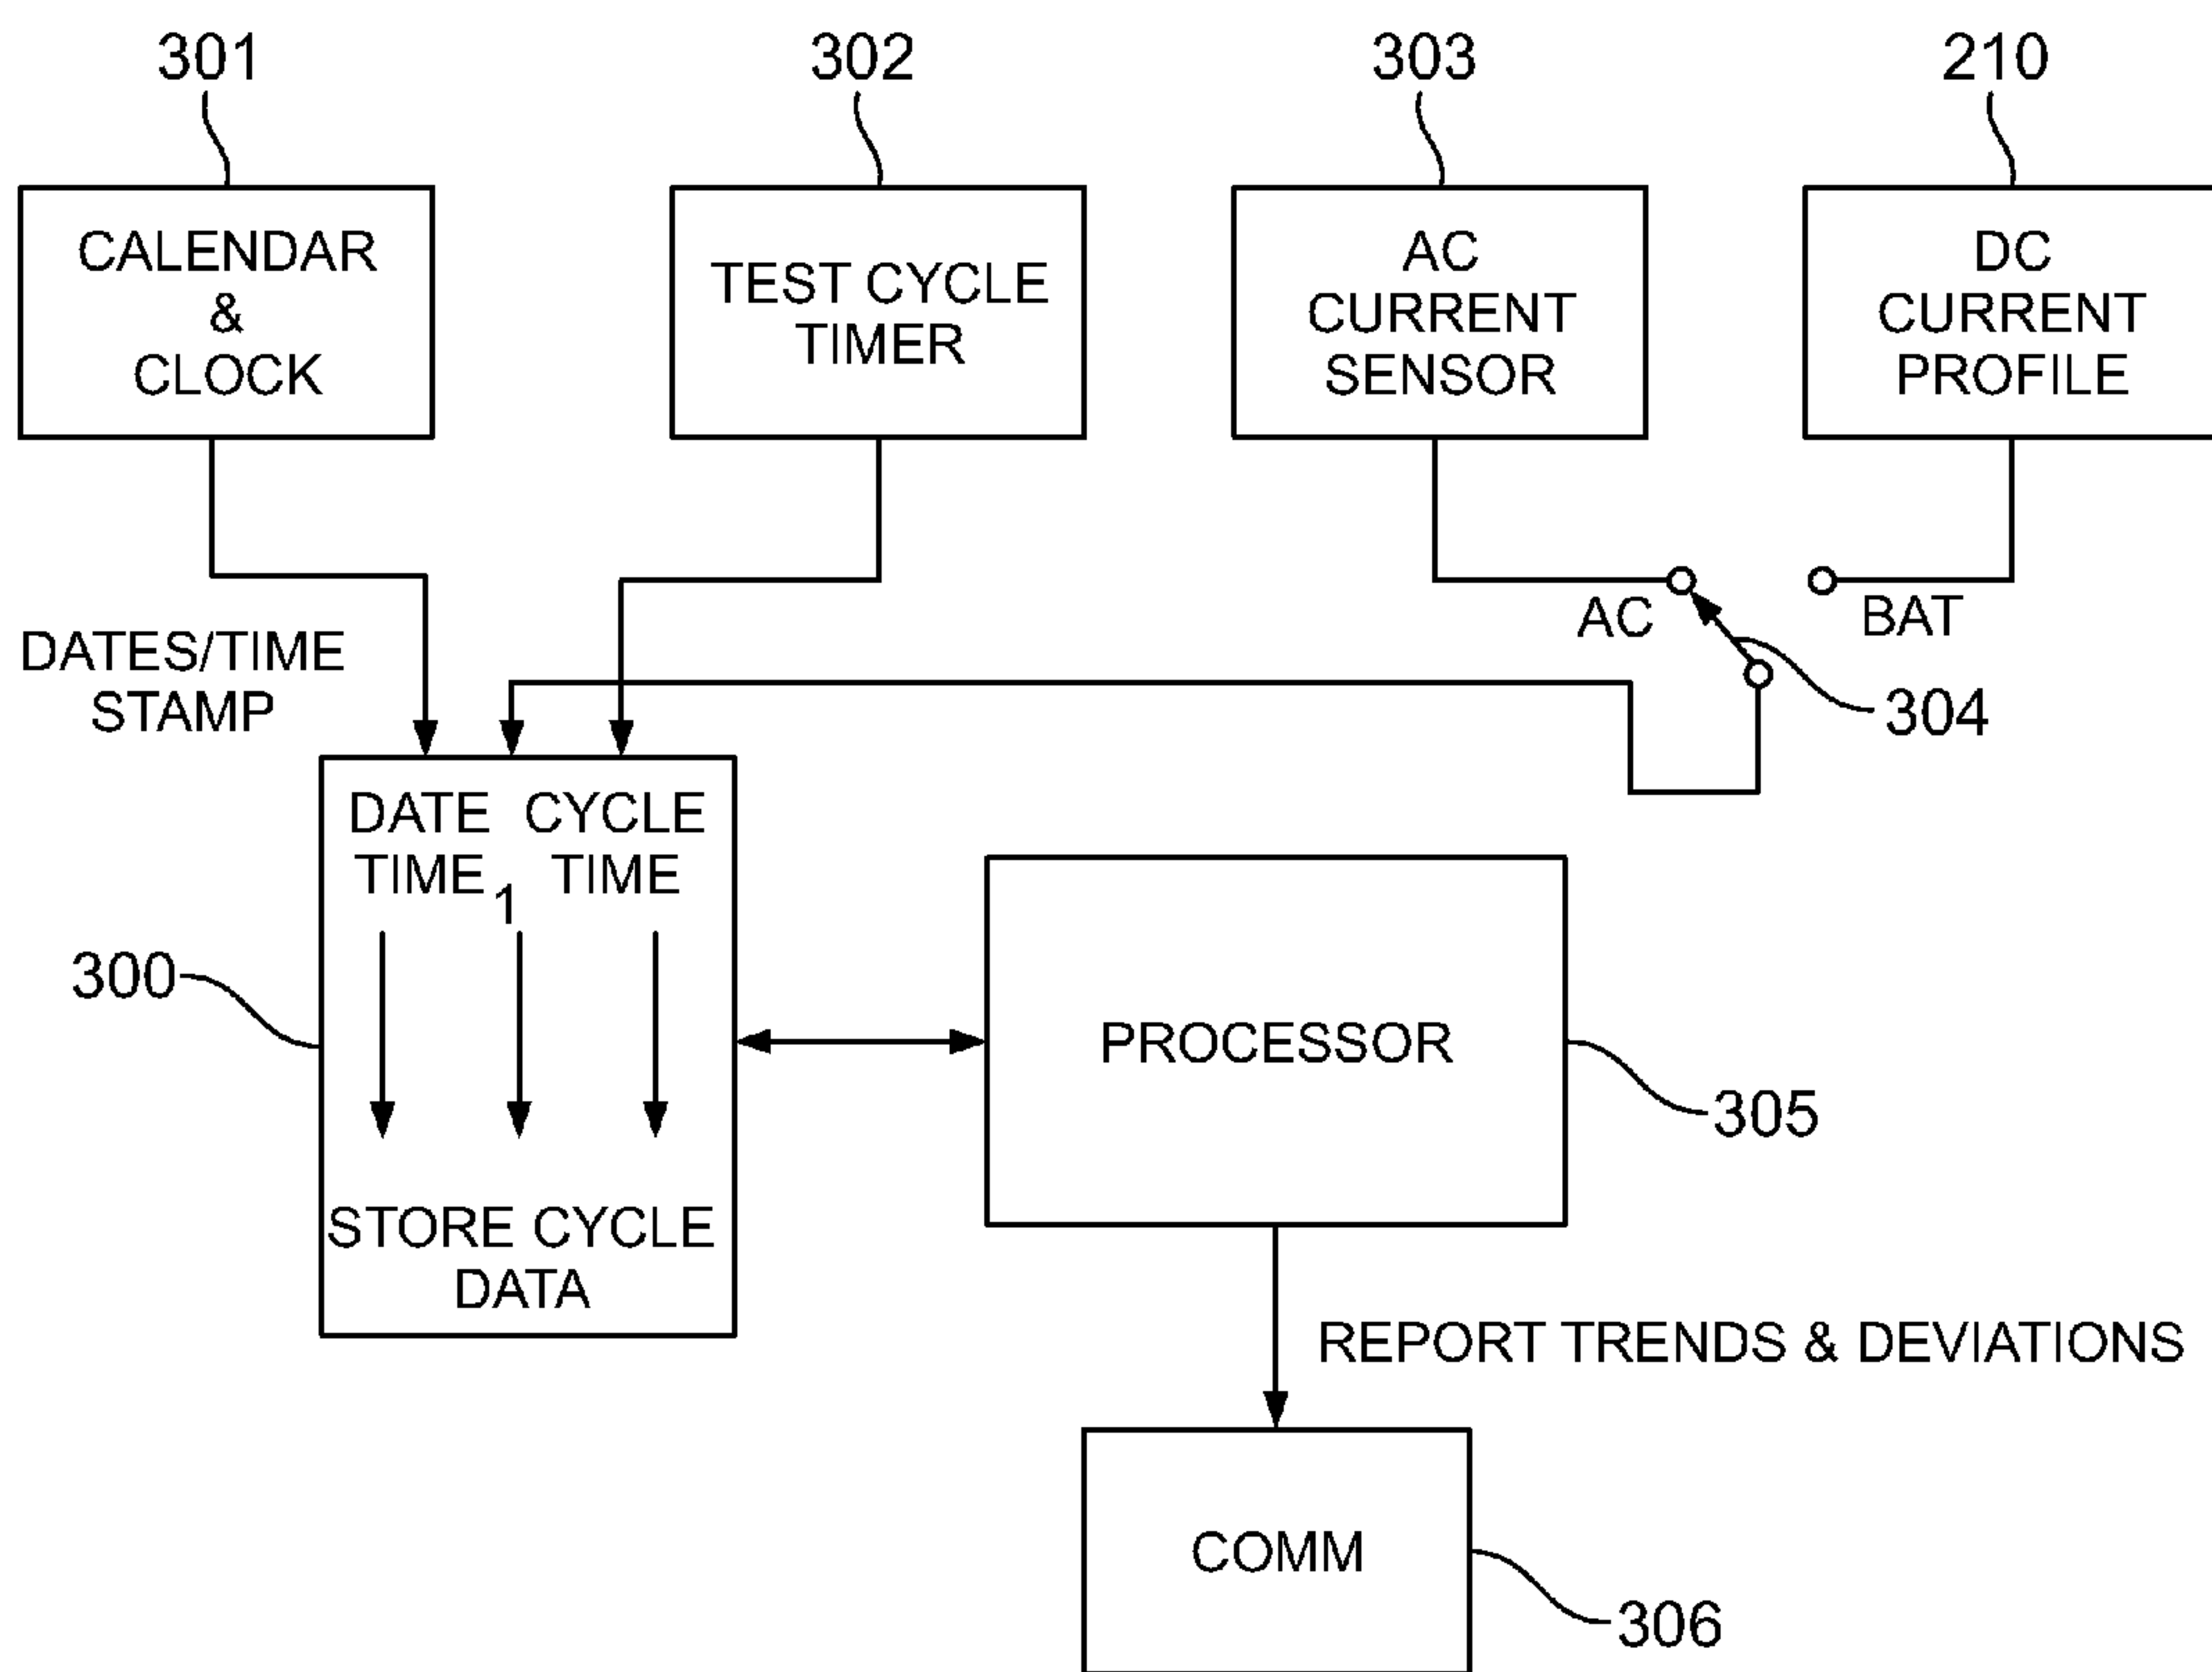 301
302
303
210
CALENDAR
&
CLOCK
TEST CYCLE
TIMER
AC
CURRENT
SENSOR
DC
CURRENT
PROFILE
AC
BAT
304
DATES/TIME
STAMP
DATE CYCLE
TIME 1 TIME
300
STORE CYCLE
DATA
PROCESSOR
305
REPORT TRENDS & DEVIATIONS
COMM
306